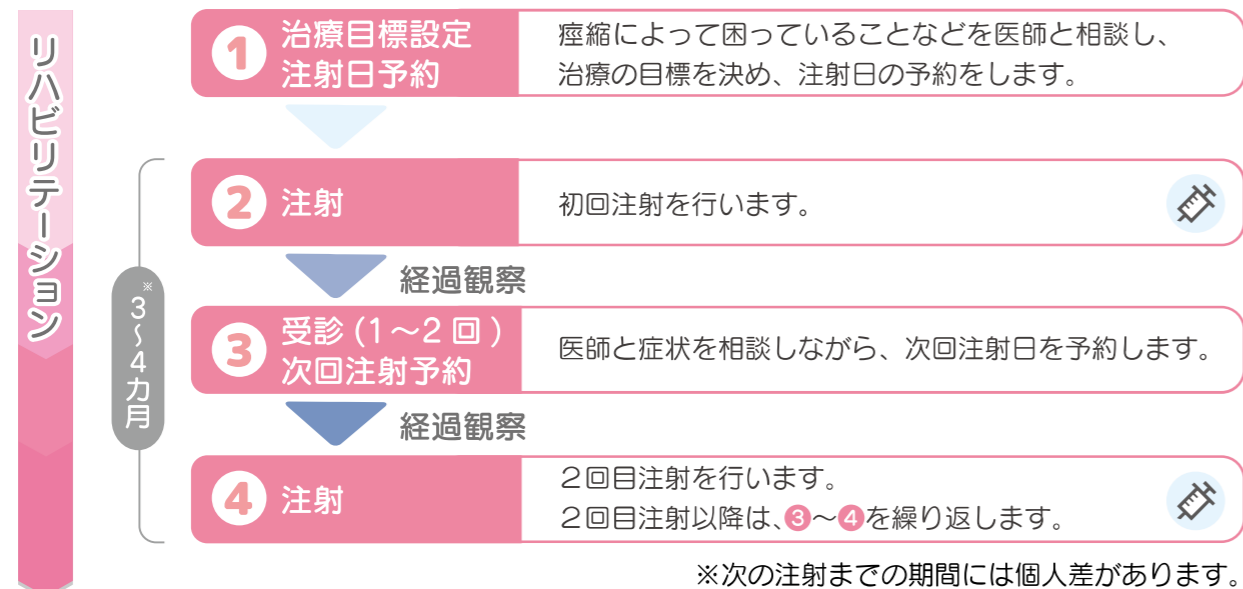 リハビリテーション
1 治療目標設定
注射日予約
痙縮によって困っていることなどを医師と相談し、
治療の目標を決め、注射日の予約をします。
※3〜4カ月
2 注射
初回注射を行います。
経過観察
3 受診(1〜2回)
次回注射予約
医師と症状を相談しながら、次回注射日を予約します。
経過観察
4 注射
2回目注射を行います。
2回目注射以降は、3〜4を繰り返します。
※次の注射までの期間には個人差があります。